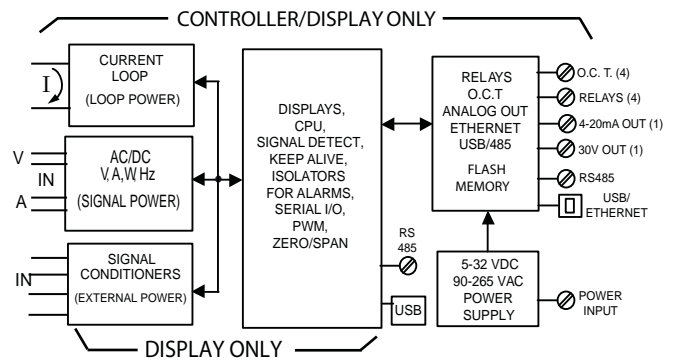 CONTROLLER/DISPLAY ONLY
CURRENT
LOOP
(LOOP POWER)
I
V
IN
A
AC/DC
V, A, W, Hz
(SIGNAL POWER)
IN
SIGNAL
CONDITIONERS
(EXTERNAL POWER)
DISPLAYS,
CPU,
SIGNAL DETECT,
KEEP ALIVE,
ISOLATORS
FOR ALARMS,
SERIAL I/O,
PWM,
ZERO/SPAN
RS
485
USB
RELAYS
O.C.T
ANALOG OUT
ETHERNET
USB/485
FLASH
MEMORY
O.C. T. (4)
RELAYS (4)
4-20mA OUT (1)
30V OUT (1)
RS485
USB/
ETHERNET
5-32 VDC
90-265 VAC
POWER
SUPPLY
POWER
INPUT
DISPLAY ONLY